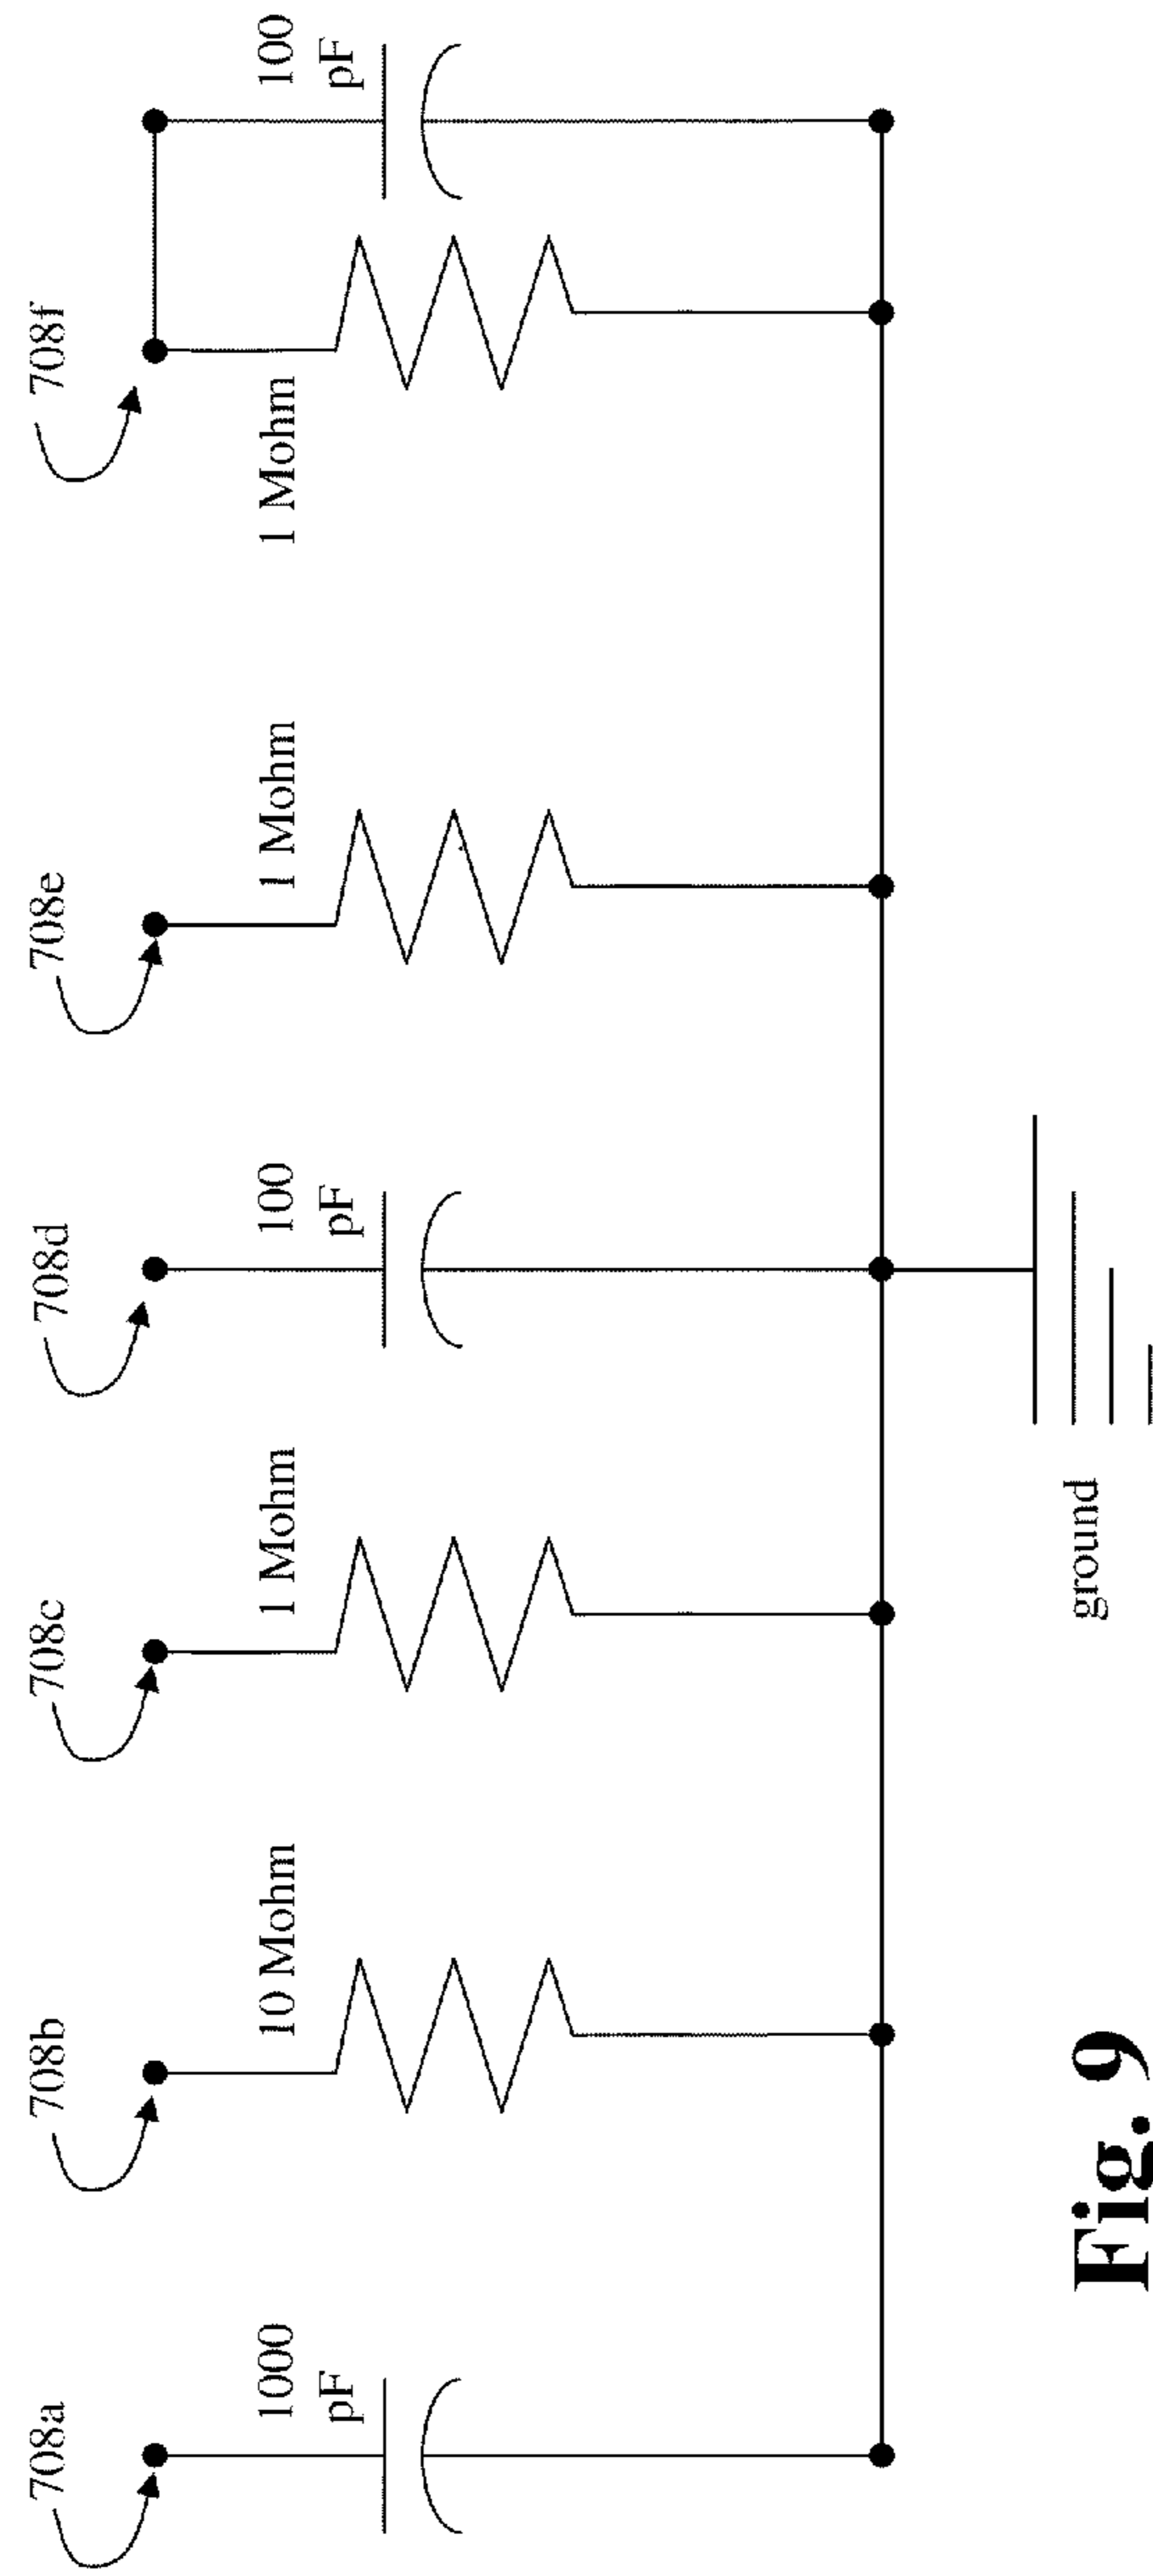 708a
708b
708c
708d
708e
708f
1000
pF
10 Mohm
1 Mohm
100
pF
1 Mohm
1 Mohm
100
pF
ground
Fig. 9